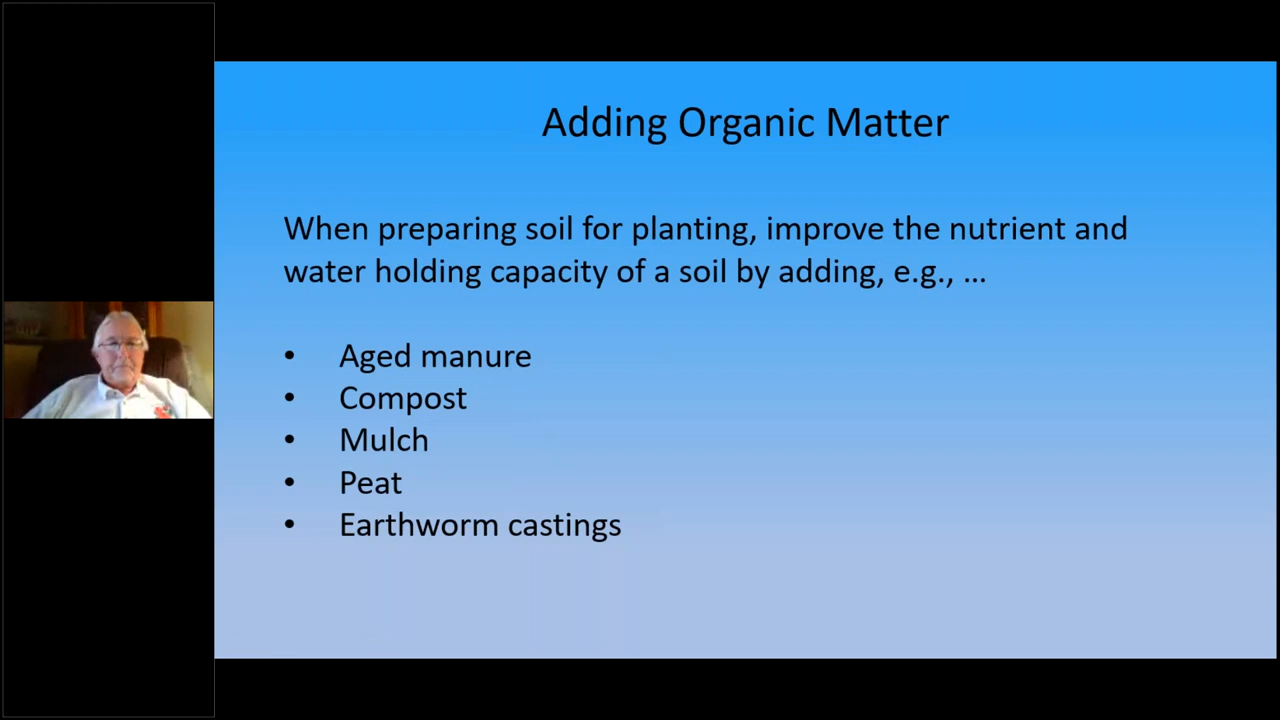 Adding Organic Matter
When preparing soil for planting, improve the nutrient and
water holding capacity of a soil by adding, e.g., ...
• Aged manure
• Compost
• Mulch
• Peat
• Earthworm castings